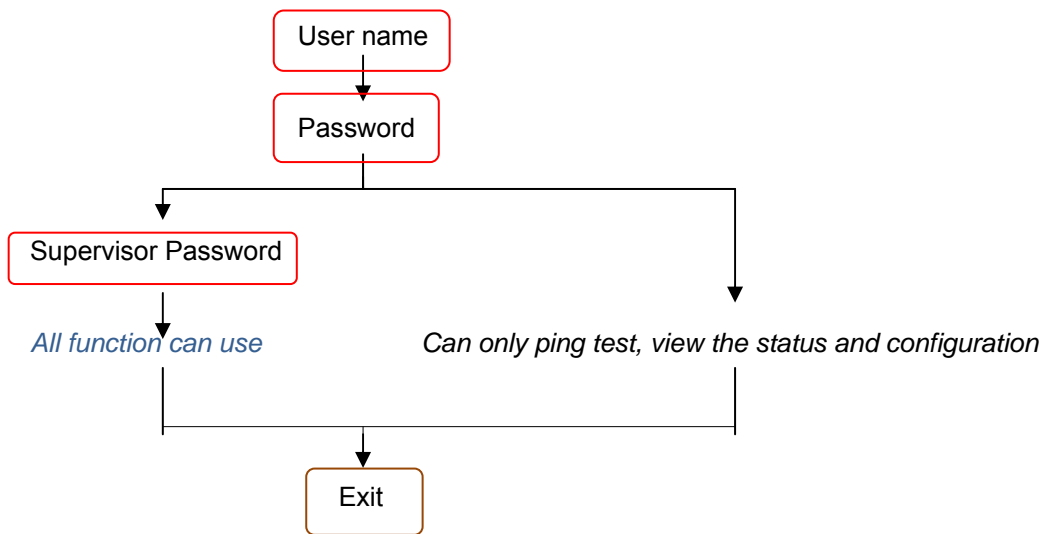 User name
Password
Supervisor Password
All function can use
Can only ping test, view the status and configuration
Exit